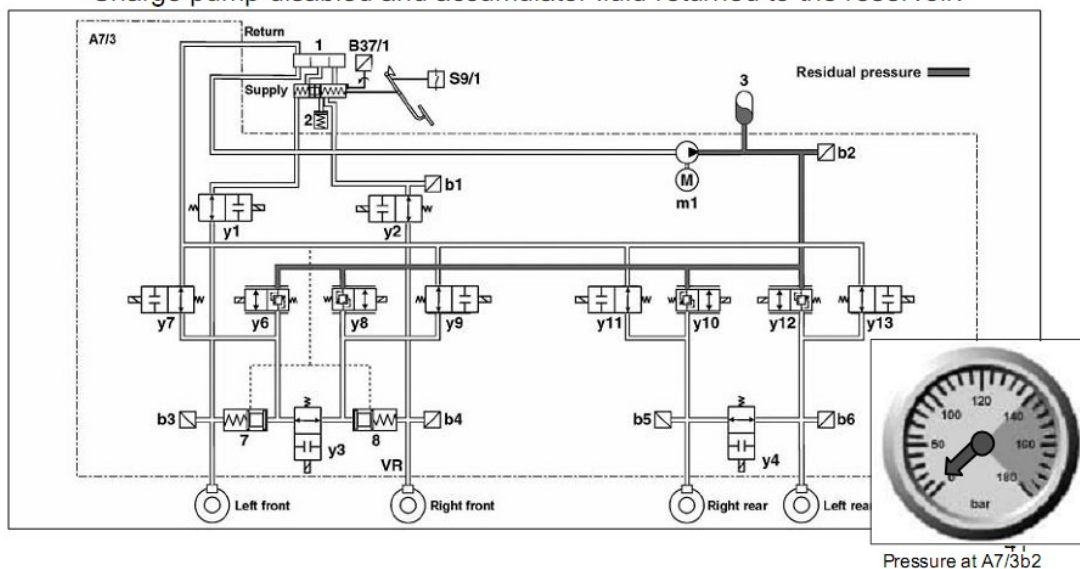 Charge pump disabled and accumulator fluid returned to the reservoir.
A7/3
Return
1
B37/1
S9/1
Supply
2
Residual pressure
3
b2
b1
M
m1
y1
y2
y7
y6
y8
y9
y11
y10
y12
y13
b3
7
y3
8
b4
b5
y4
b6
VR
Left front
Right front
Right rear
Left rea
0
50
100
120
140
160
180
bar
Pressure at A7/3b2